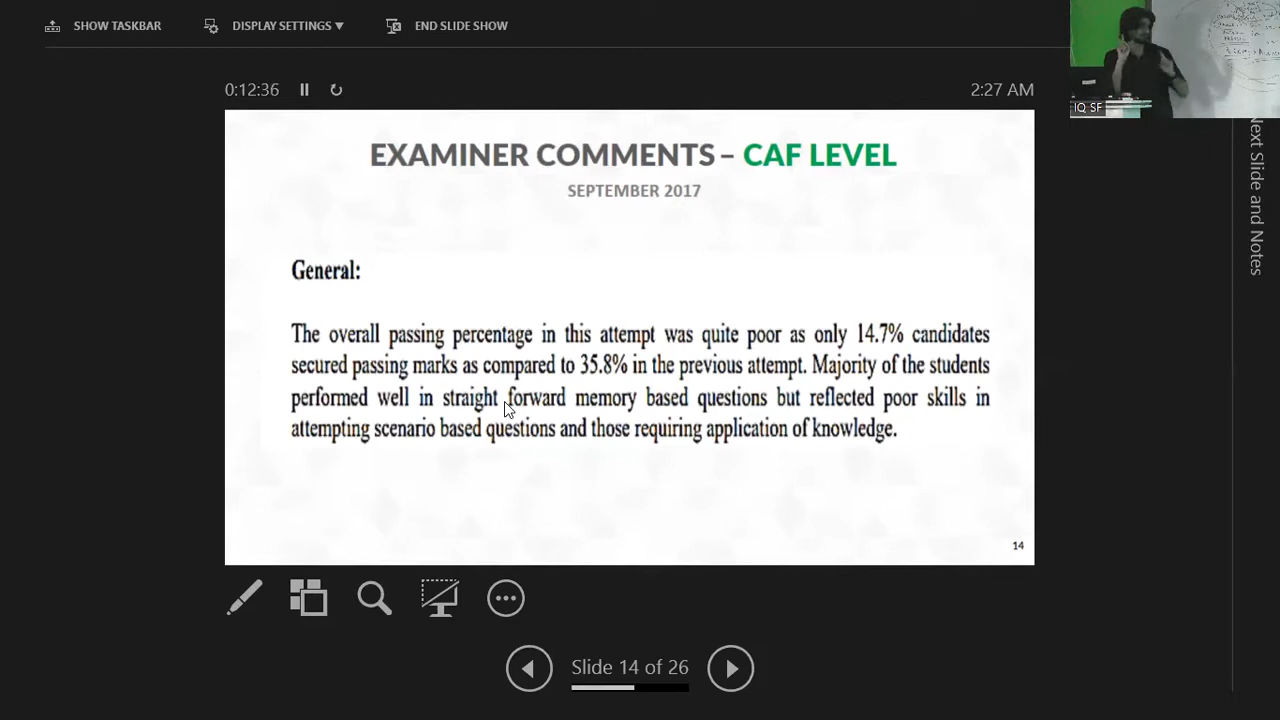 SHOW TASKBAR DISPLAY SETTINGS ▼ END SLIDE SHOW
0:12:36 2:27 AM
IQ SF
EXAMINER COMMENTS – CAF LEVEL
SEPTEMBER 2017
General:
The overall passing percentage in this attempt was quite poor as only 14.7% candidates
secured passing marks as compared to 35.8% in the previous attempt. Majority of the students
performed well in straight forward memory based questions but reflected poor skills in
attempting scenario based questions and those requiring application of knowledge.
14
Slide 14 of 26
Next Slide and Notes